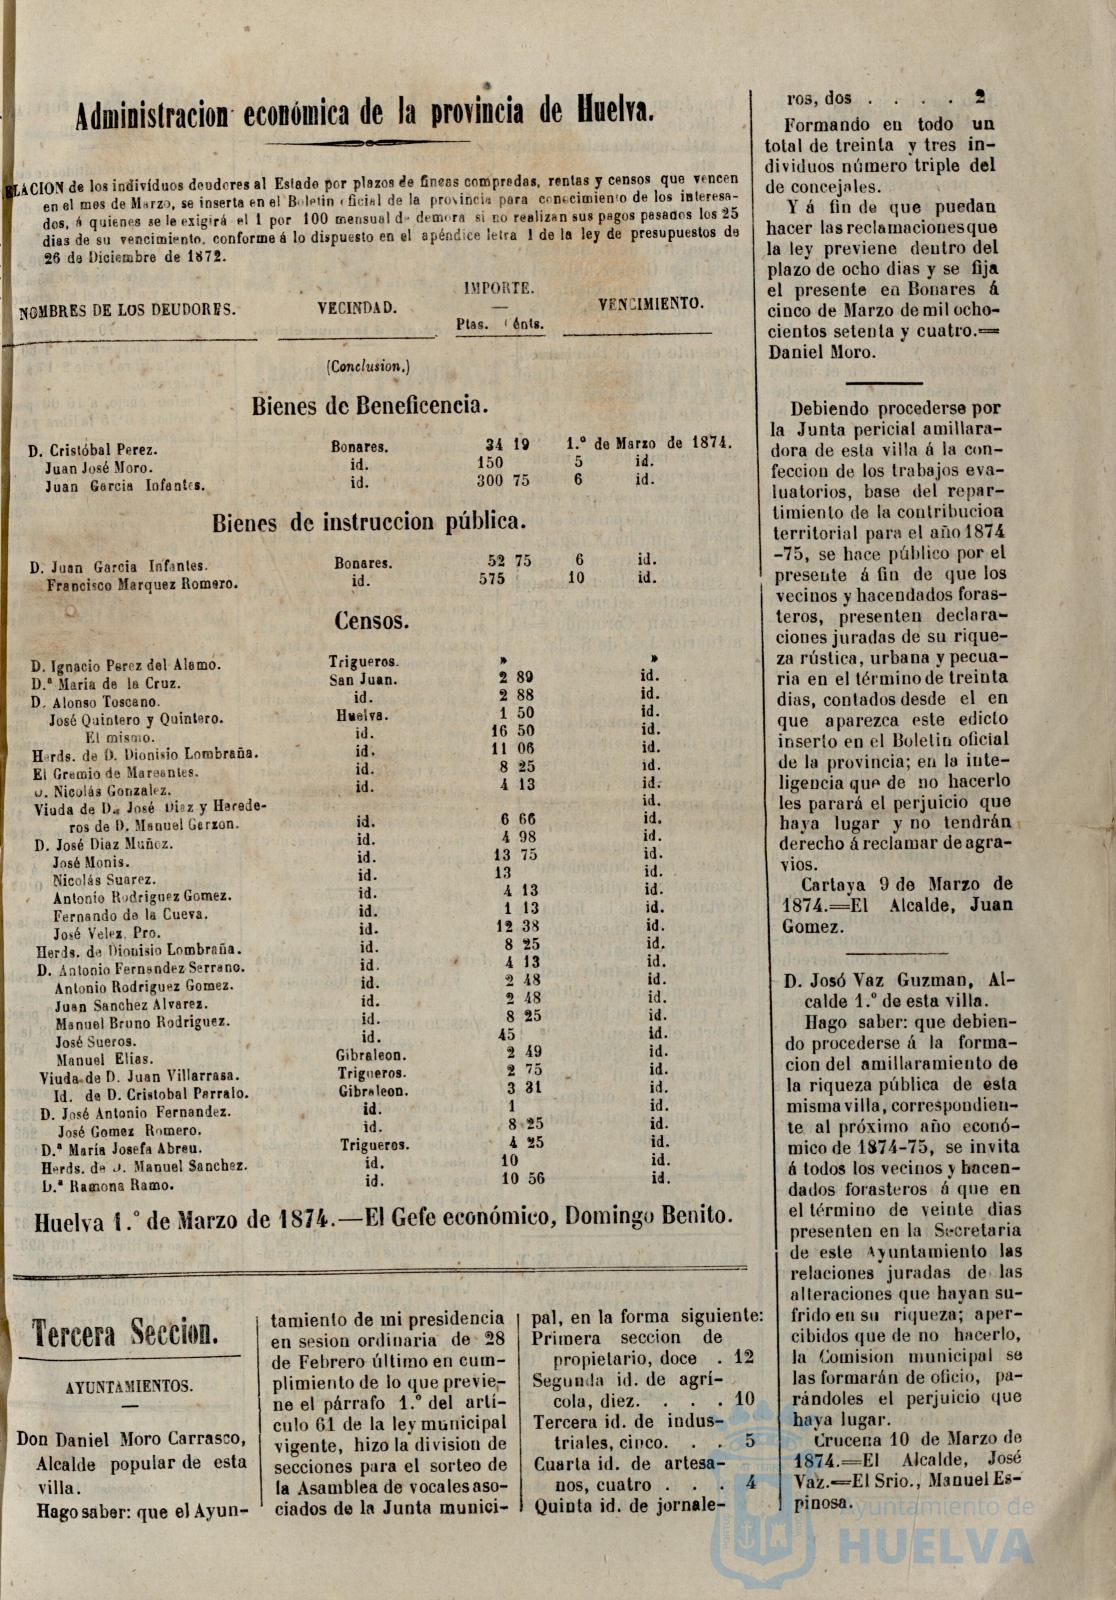 Administracion económica de la provincia de Huelva.
ELACION de los individuos deudores al Estado por plazos de fincas compradas, rentas y censos que vencen
en el mes de Marzo, se inserta en el Boletin oficial de la provincia para conocimiento de los interesa-
dos, á quienes se le exigirá el 1 por 100 mensual de demora si no realizan sus pagos pasados los 25
dias de su vencimiento, conforme á lo dispuesto en el apéndice letra 1 de la ley de presupuestos de
26 de Diciembre de 1872.
NOMBRES DE LOS DEUDORES. VECINDAD. IMPORTE. VENCIMIENTO.
Ptas. Cénts.
(Conclusion.)
Bienes de Beneficencia.
D. Cristóbal Perez. Bonares. 34 19 1.º de Marzo de 1874.
Juan José Moro. id. 150 5 id.
Juan Garcia Infantes. id. 300 75 6 id.
Bienes de instruccion pública.
D. Juan Garcia Infantes. Bonares. 52 75 6 id.
Francisco Marquez Romero. id. 575 10 id.
Censos.
D. Ignacio Perez del Alamo. Trigueros. » »
D.ª Maria de la Cruz. San Juan. 2 89 id.
D. Alonso Toscano. id. 2 88 id.
José Quintero y Quintero. Huelva. 1 50 id.
El mismo. id. 16 50 id.
Herds. de D. Dionisio Lombraña. id. 11 06 id.
El Gremio de Mareantes. id. 8 25 id.
D. Nicolás Gonzalez. id. 4 13 id.
Viuda de D. José Diaz y Herede- id.
ros de D. Manuel Garzon. id. 6 66 id.
D. José Diaz Muñoz. id. 4 98 id.
José Monis. id. 13 75 id.
Nicolás Suarez. id. 13 id.
Antonio Rodriguez Gomez. id. 4 13 id.
Fernando de la Cueva. id. 1 13 id.
José Velez. Pro. id. 12 38 id.
Herds. de Dionisio Lombraña. id. 8 25 id.
D. Antonio Fernandez Serrano. id. 4 13 id.
Antonio Rodriguez Gomez. id. 2 48 id.
Juan Sanchez Alvarez. id. 2 48 id.
Manuel Bruno Rodriguez. id. 8 25 id.
José Sueros. id. 45 id.
Manuel Elias. Gibraleon. 2 49 id.
Viuda de D. Juan Villarrasa. Trigueros. 2 75 id.
Id. de D. Cristobal Parralo. Gibraleon. 3 31 id.
D. José Antonio Fernandez. id. 1 id.
José Gomez Romero. id. 8 25 id.
D.ª María Josefa Abreu. Trigueros. 4 25 id.
Herds. de D. Manuel Sanchez. id. 10 id.
D.ª Ramona Ramo. id. 10 56 id.
Huelva 1.º de Marzo de 1874.—El Gefe económico, Domingo Benito.
Tercera Seccion.
AYUNTAMIENTOS.
Don Daniel Moro Carrasco,
Alcalde popular de esta
villa.
Hago saber: que el Ayun-
tamiento de mi presidencia
en sesion ordinaria de 28
de Febrero último en cum-
plimiento de lo que previe-
ne el párrafo 1.º del artí-
culo 61 de la ley municipal
vigente, hizo la division de
secciones para el sorteo de
la Asamblea de vocales aso-
ciados de la Junta munici-
pal, en la forma siguiente:
Primera seccion de
propietario, doce . 12
Segunda id. de agrí-
cola, diez. . . . 10
Tercera id. de indus-
triales, cinco. . . 5
Cuarta id. de artesa-
nos, cuatro . . . 4
Quinta id. de jornale-
ros, dos . . . . 2
Formando en todo un
total de treinta y tres in-
dividuos número triple del
de concejales.
Y á fin de que puedan
hacer las reclamaciones que
la ley previene dentro del
plazo de ocho dias y se fija
el presente en Bonares á
cinco de Marzo de mil ocho-
cientos setenta y cuatro.=
Daniel Moro.
Debiendo procederse por
la Junta pericial amillara-
dora de esta villa á la con-
feccion de los trabajos eva-
luatorios, base del repar-
timiento de la contribucion
territorial para el año 1874
-75, se hace público por el
presente á fin de que los
vecinos y hacendados foras-
teros, presenten declara-
ciones juradas de su rique-
za rústica, urbana y pecua-
ria en el término de treinta
dias, contados desde el en
que aparezca este edicto
inserto en el Boletin oficial
de la provincia; en la inte-
ligencia que de no hacerlo
les parará el perjuicio que
haya lugar y no tendrán
derecho á reclamar de agra-
vios.
Cartaya 9 de Marzo de
1874.=El Alcalde, Juan
Gomez.
D. José Vaz Guzman, Al-
calde 1.º de esta villa.
Hago saber: que debien-
do procederse á la forma-
cion del amillaramiento de
la riqueza pública de esta
misma villa, correspondien-
te al próximo año econó-
mico de 1874-75, se invita
á todos los vecinos y hacen-
dados forasteros á que en
el término de veinte dias
presenten en la Secretaria
de este Ayuntamiento las
relaciones juradas de las
alteraciones que hayan su-
frido en su riqueza; aper-
cibidos que de no hacerlo,
la Comision municipal se
las formarán de oficio, pa-
rándoles el perjuicio que
haya lugar.
Crucena 10 de Marzo de
1874.=El Alcalde, José
Vaz.=El Srio., Manuel Es-
pinosa.
Ayuntamiento de
HUELVA